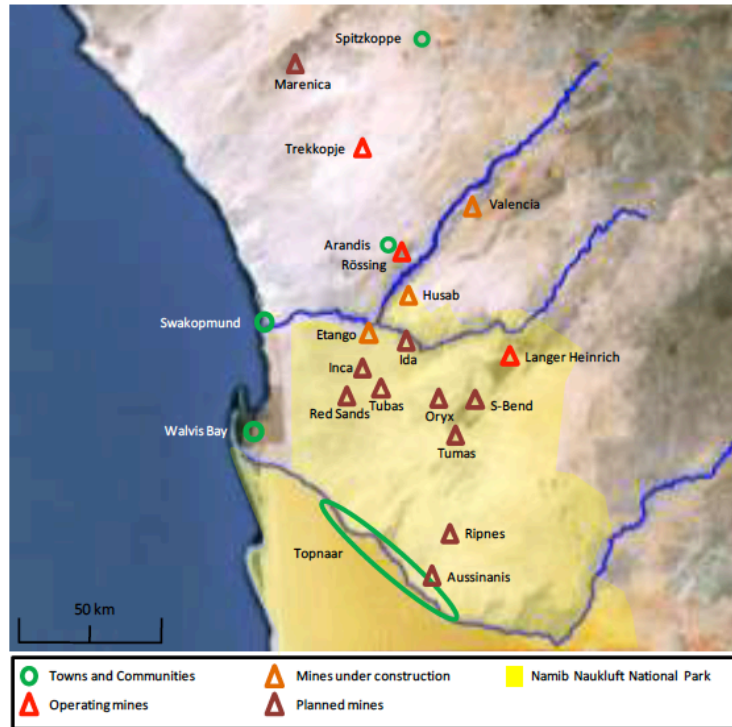 Spitzkoppe
Marenica
Trekkopje
Valencia
Arandis
Rössing
Husab
Swakopmund
Etango
Ida
Langer Heinrich
Inca
Red Sands
Tubas
Oryx
S-Bend
Walvis Bay
Tumas
Ripnes
Topnaar
Aussinanis
50 km
Towns and Communities
Mines under construction
Namib Naukluft National Park
Operating mines
Planned mines